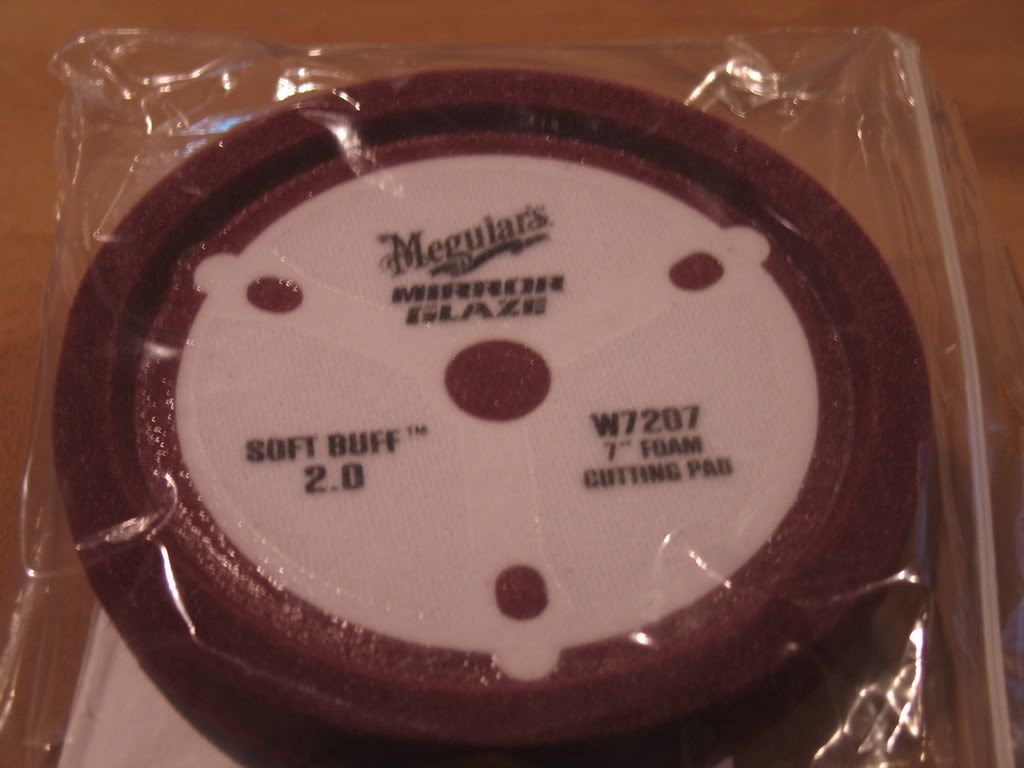 Meguiar's
MIRROR
GLAZE
SOFT BUFF™
2.0
W7207
7" FOAM
CUTTING PAD